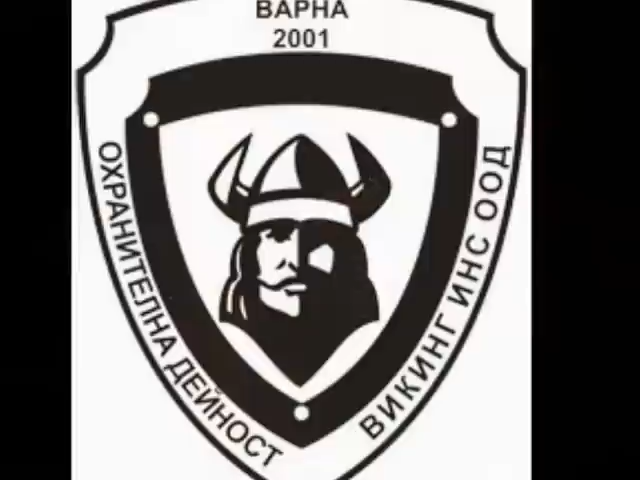 ВАРНА
2001
ОХРАНИТЕЛНА ДЕЙНОСТ
ВИКИНГ ИНС ООД